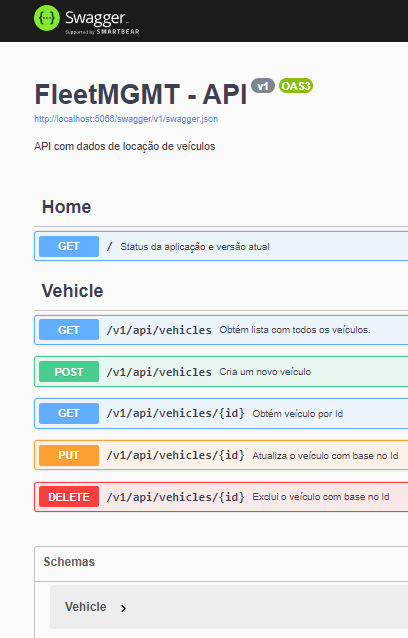 Swagger
Supported by SMARTBEAR
FleetMGMT - API v1 OAS3
http://localhost:5066/swagger/v1/swagger.json
API com dados de locação de veículos
Home
GET / Status da aplicação e versão atual
Vehicle
GET /v1/api/vehicles Obtém lista com todos os veículos.
POST /v1/api/vehicles Cria um novo veículo
GET /v1/api/vehicles/{id} Obtém veículo por Id
PUT /v1/api/vehicles/{id} Atualiza o veículo com base no Id
DELETE /v1/api/vehicles/{id} Exclui o veículo com base no Id
Schemas
Vehicle